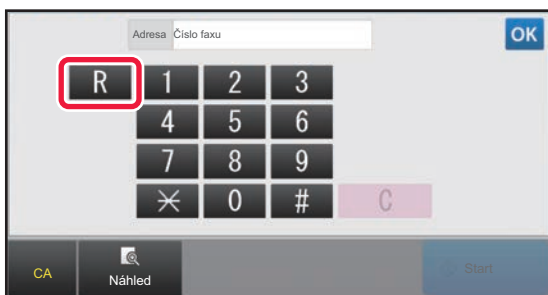 Adresa Číslo faxu OK
R 1 2 3
4 5 6
7 8 9
* 0 # C
CA Náhled Start